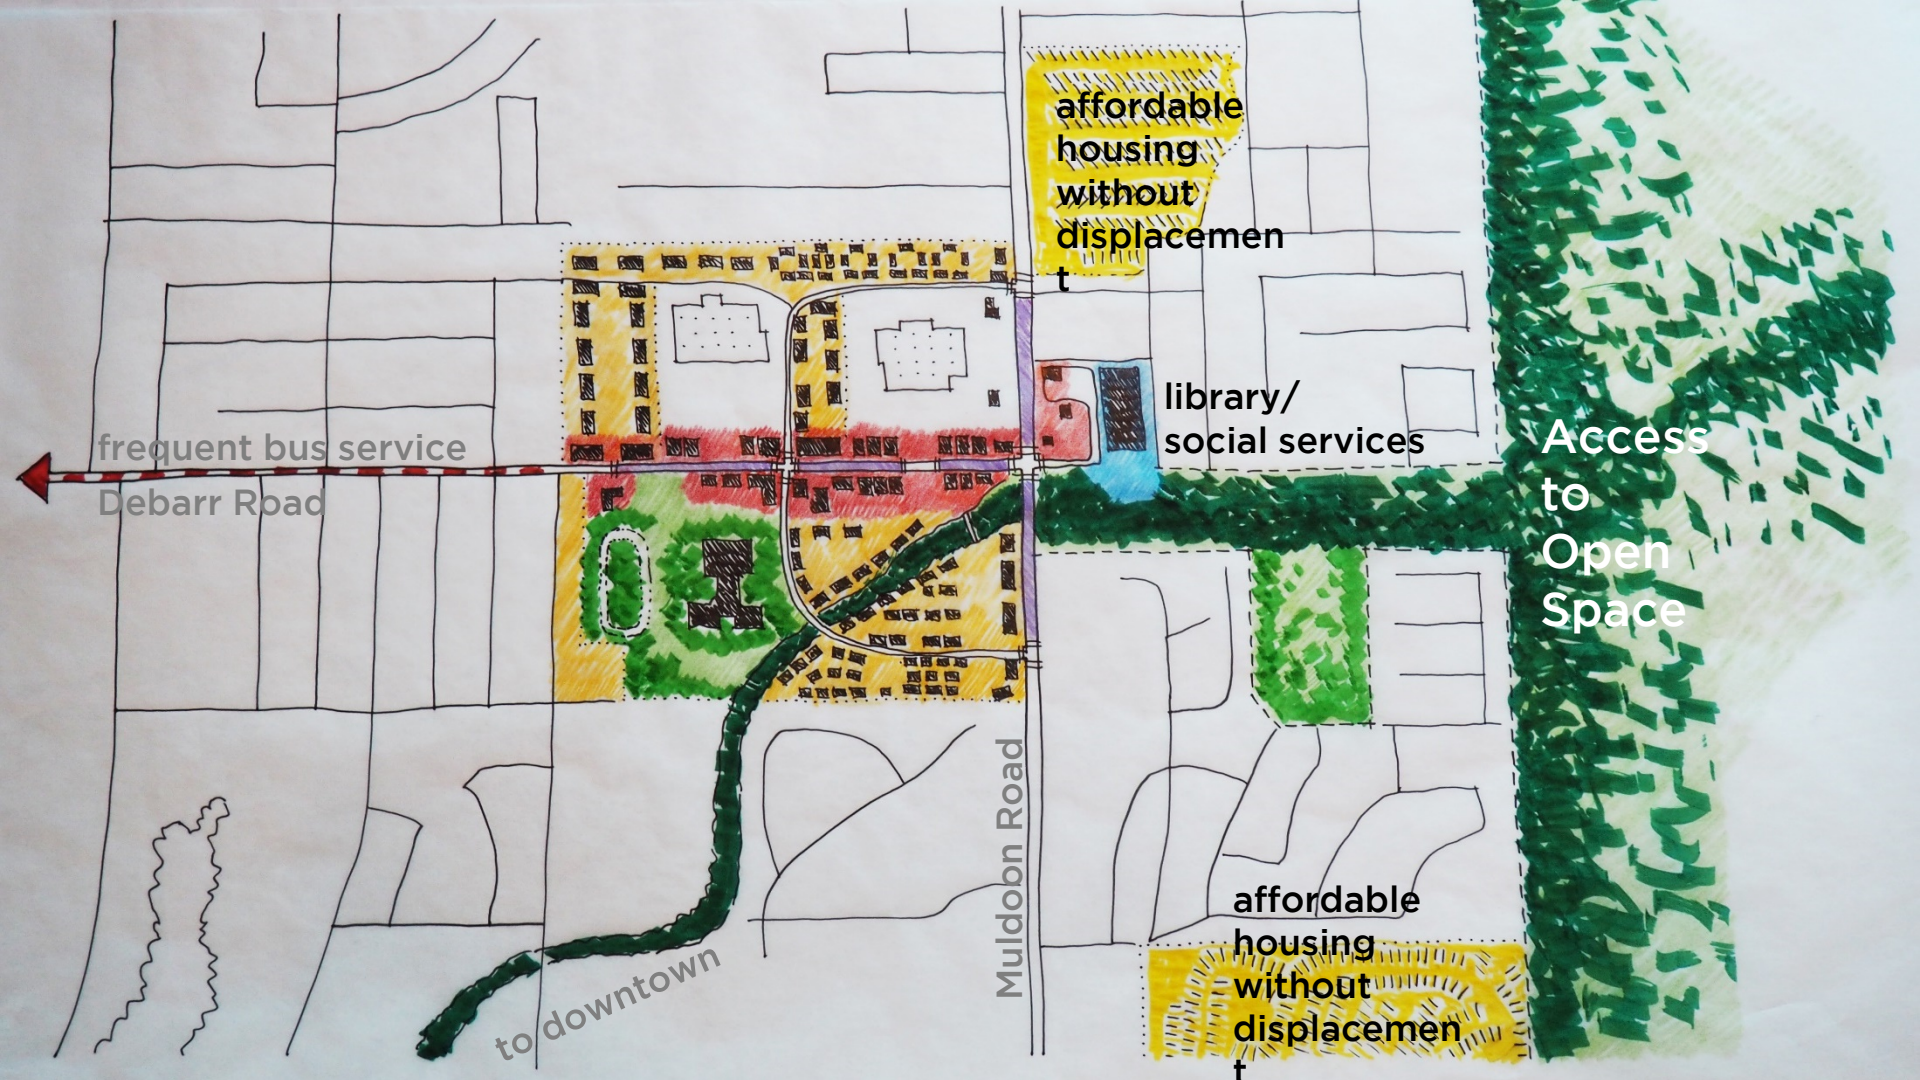 affordable
housing
without
displacemen
t
library/
social services
frequent bus service
Debarr Road
Access
to
Open
Space
Muldoon Road
to downtown
affordable
housing
without
displacemen
t